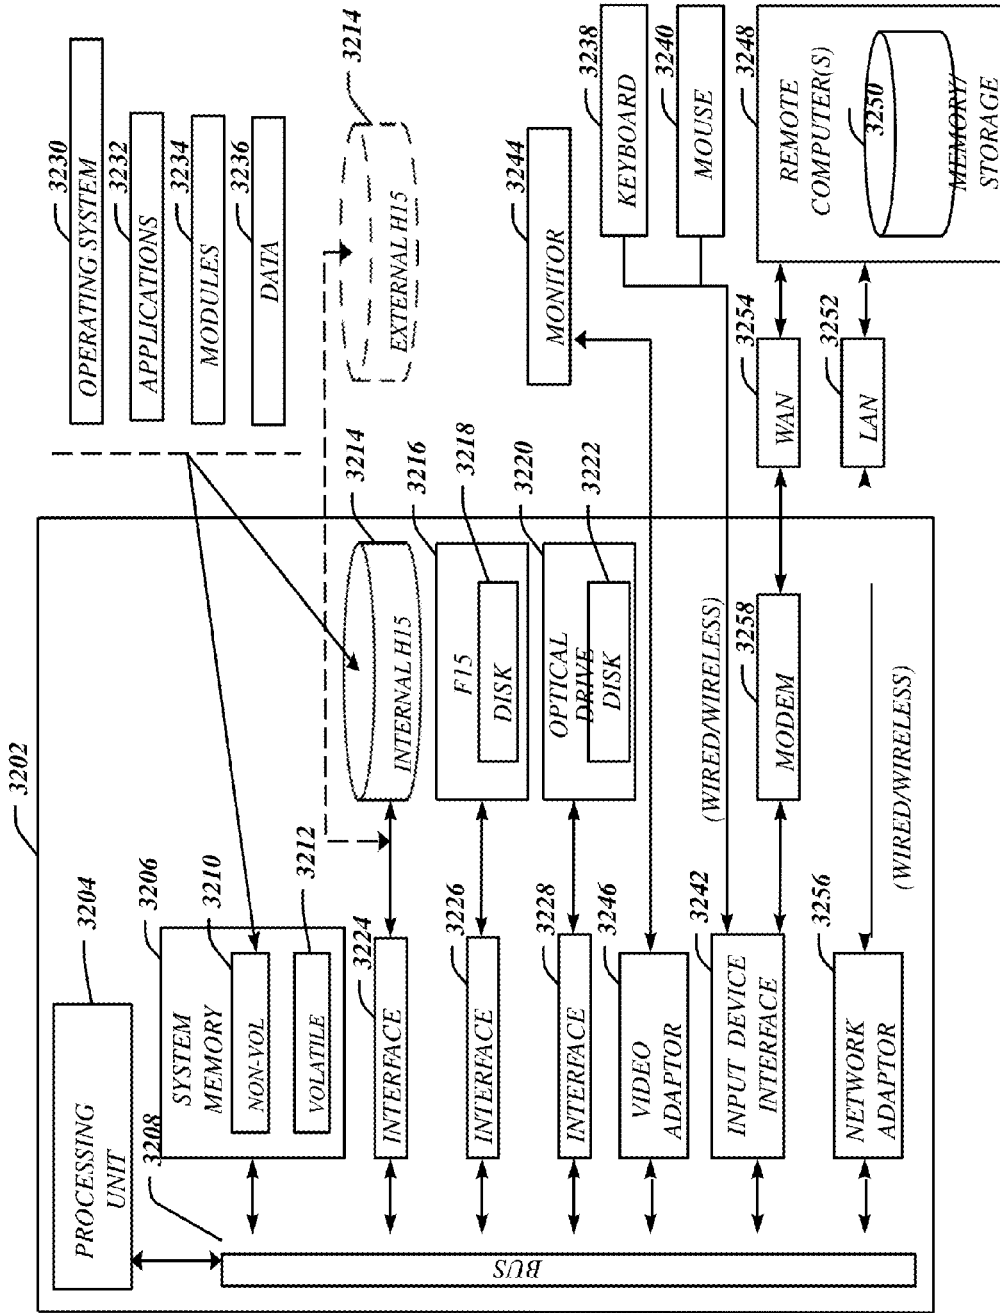 3202
PROCESSING
UNIT
3204
3206
SYSTEM
MEMORY
3210
NON-VOL
3212
VOLATILE
3208
BUS
3224
INTERFACE
3226
INTERFACE
3228
INTERFACE
3246
VIDEO
ADAPTOR
3242
INPUT DEVICE
INTERFACE
3256
NETWORK
ADAPTOR
3214
INTERNAL H15
3216
F15
3218
DISK
3220
OPTICAL
DRIVE
3222
DISK
(WIRED/WIRELESS)
3258
MODEM
(WIRED/WIRELESS)
3230
OPERATING SYSTEM
3232
APPLICATIONS
3234
MODULES
3236
DATA
3214
EXTERNAL H15
3244
MONITOR
3238
KEYBOARD
3240
MOUSE
3254
WAN
3252
LAN
3248
REMOTE
COMPUTER(S)
3250
MEMORY/
STORAGE